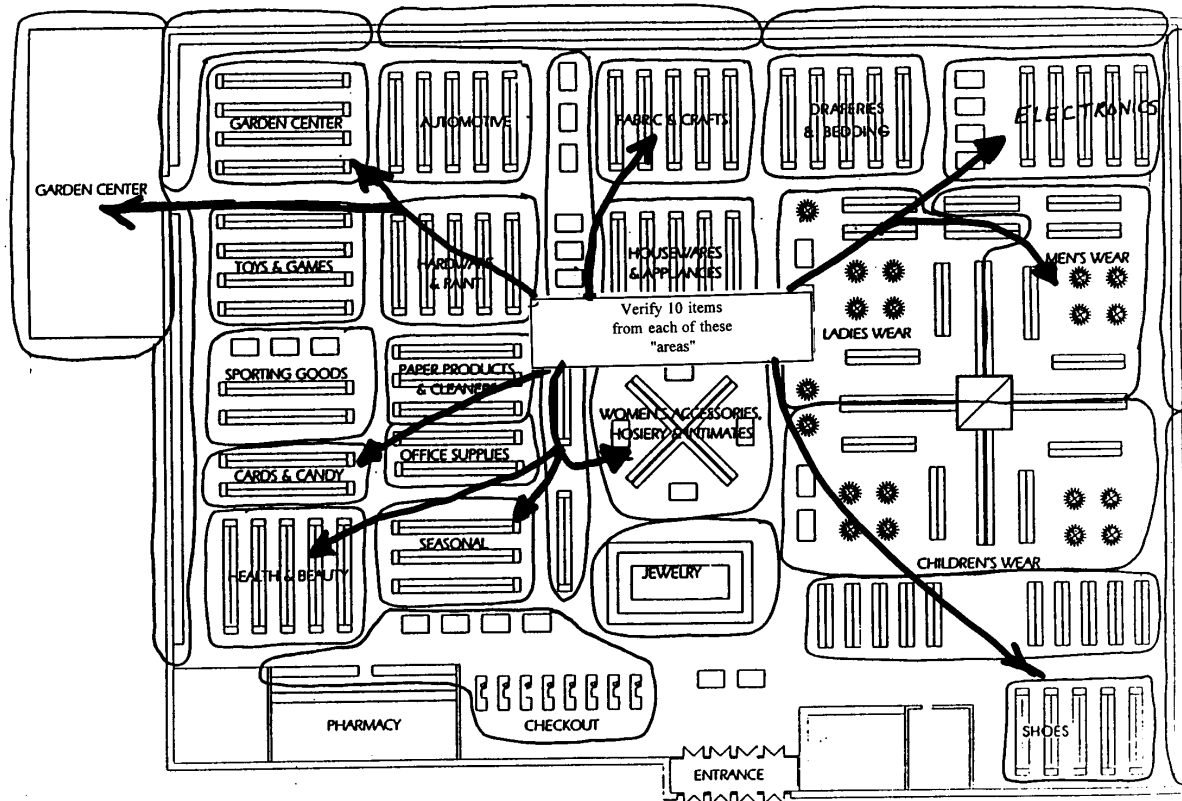 GARDEN CENTER
AUTOMOTIVE
FABRIC & CRAFTS
DRAPERIES
& BEDDING
ELECTRONICS
GARDEN CENTER
TOYS & GAMES
HARDWARE
& PAINT
HOUSEWARES
& APPLIANCES
MEN'S WEAR
Verify 10 items
from each of these
"areas"
LADIES WEAR
SPORTING GOODS
PAPER PRODUCTS
& CLEANERS
WOMEN'S ACCESSORIES,
HOSIERY & INTIMATES
OFFICE SUPPLIES
CARDS & CANDY
SEASONAL
HEALTH & BEAUTY
JEWELRY
CHILDREN'S WEAR
PHARMACY
CHECKOUT
SHOES
ENTRANCE